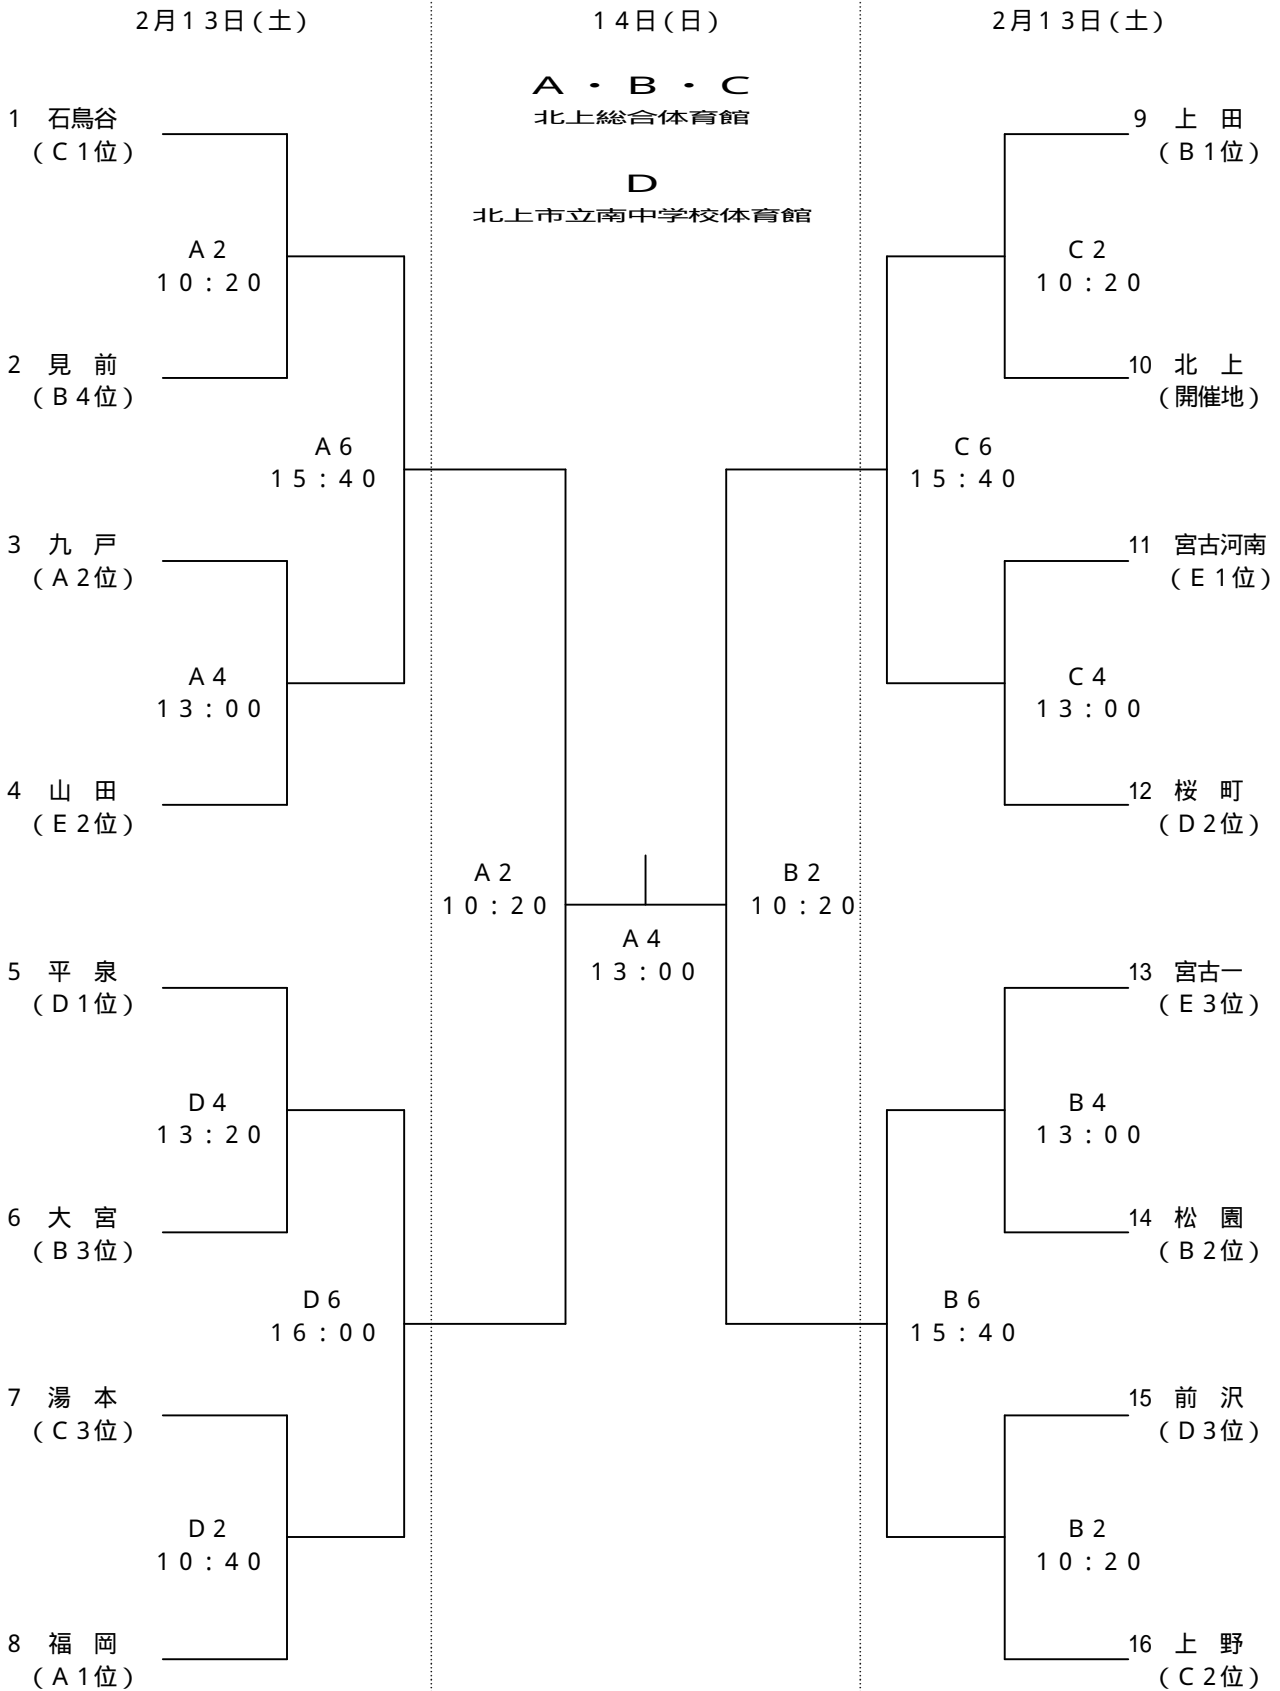 2月13日(土)
14日(日)
2月13日(土)
A・B・C
北上総合体育館
D
北上市立南中学校体育館
1 石鳥谷
(C1位)
A2
10:20
2 見 前
(B4位)
A6
15:40
3 九 戸
(A2位)
A4
13:00
4 山 田
(E2位)
5 平 泉
(D1位)
D4
13:20
6 大 宮
(B3位)
D6
16:00
7 湯 本
(C3位)
D2
10:40
8 福 岡
(A1位)
A2
10:20
A4
13:00
B2
10:20
9 上 田
(B1位)
C2
10:20
10 北 上
(開催地)
C6
15:40
11 宮古河南
(E1位)
C4
13:00
12 桜 町
(D2位)
13 宮古一
(E3位)
B4
13:00
14 松 園
(B2位)
B6
15:40
15 前 沢
(D3位)
B2
10:20
16 上 野
(C2位)